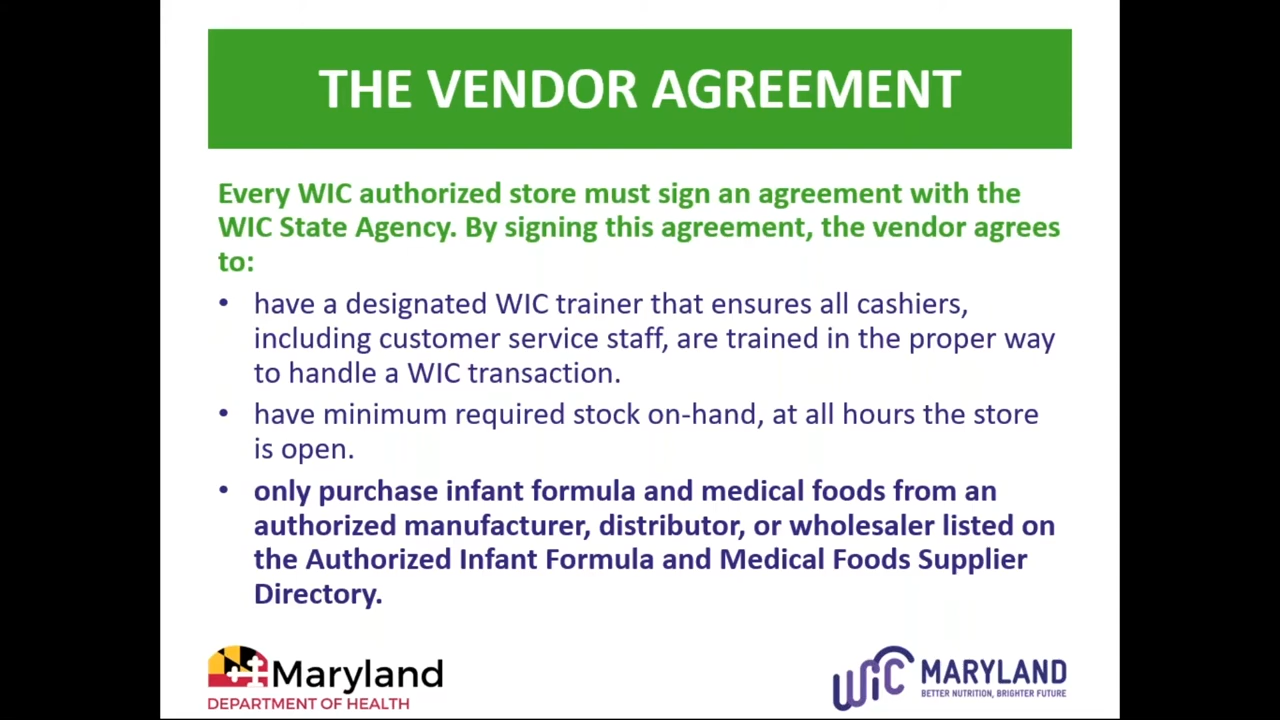 THE VENDOR AGREEMENT
Every WIC authorized store must sign an agreement with the
WIC State Agency. By signing this agreement, the vendor agrees
to:
• have a designated WIC trainer that ensures all cashiers,
including customer service staff, are trained in the proper way
to handle a WIC transaction.
• have minimum required stock on-hand, at all hours the store
is open.
• only purchase infant formula and medical foods from an
authorized manufacturer, distributor, or wholesaler listed on
the Authorized Infant Formula and Medical Foods Supplier
Directory.
Maryland
DEPARTMENT OF HEALTH
WIC MARYLAND
BETTER NUTRITION, BRIGHTER FUTURE